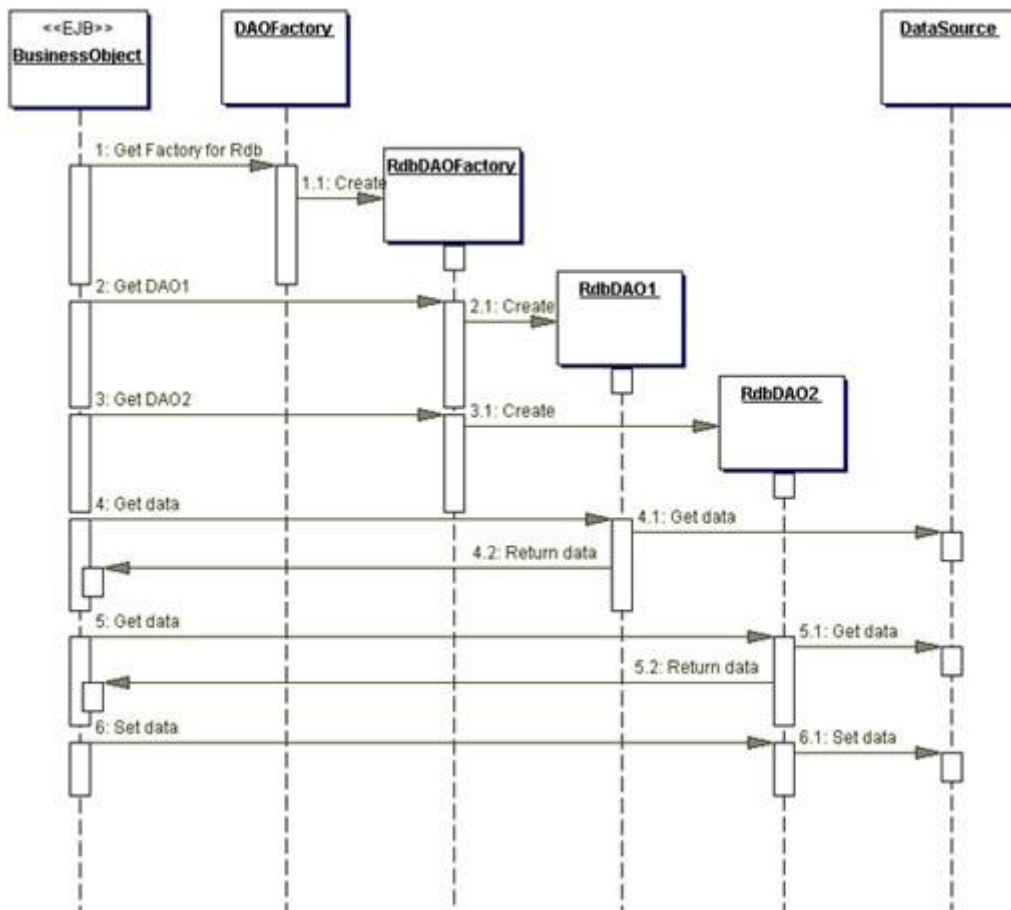 <<EJB>>
BusinessObject
DAOFactory
DataSource
1: Get Factory for Rdb
RdbDAOFactory
1.1: Create
2: Get DAO1
RdbDAO1
2.1: Create
3: Get DAO2
RdbDAO2
3.1: Create
4: Get data
4.1: Get data
4.2: Return data
5: Get data
5.1: Get data
5.2: Return data
6: Set data
6.1: Set data